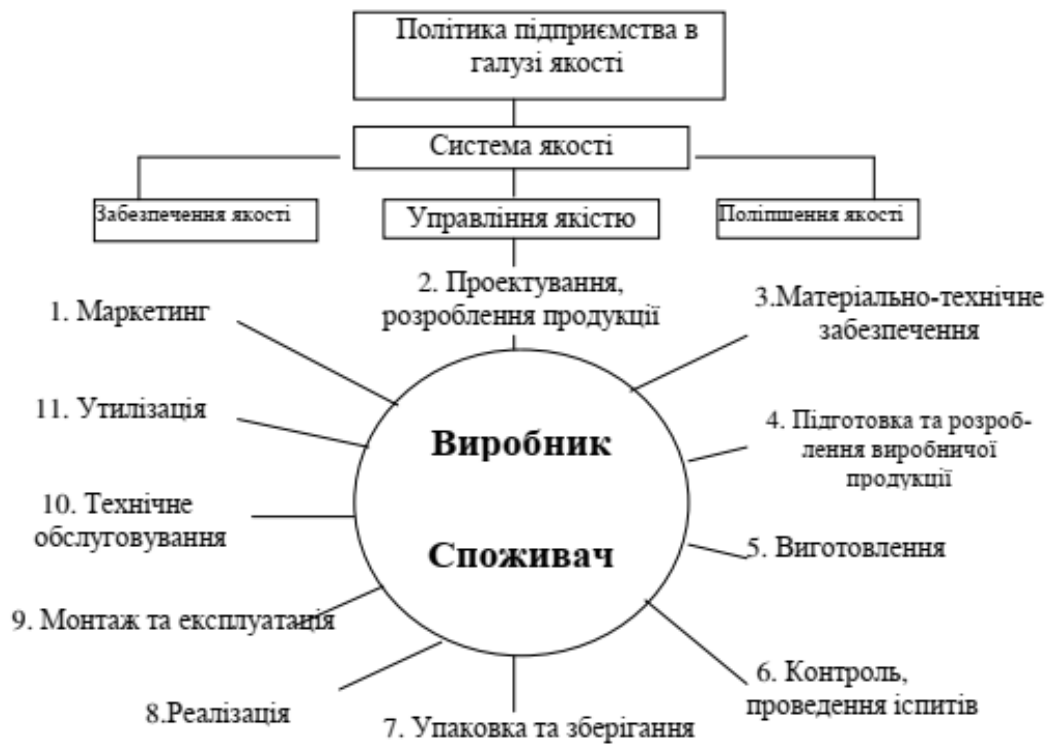 Політика підприємства в
галузі якості
Система якості
Забезпечення якості
Управління якістю
Поліпшення якості
1. Маркетинг
2. Проектування,
розроблення продукції
3.Матеріально-технічне
забезпечення
4. Підготовка та розроб-
лення виробничої
продукції
5. Виготовлення
6. Контроль,
проведення іспитів
7. Упаковка та зберігання
8.Реалізація
9. Монтаж та експлуатація
10. Технічне
обслуговування
11. Утилізація
Виробник
Споживач